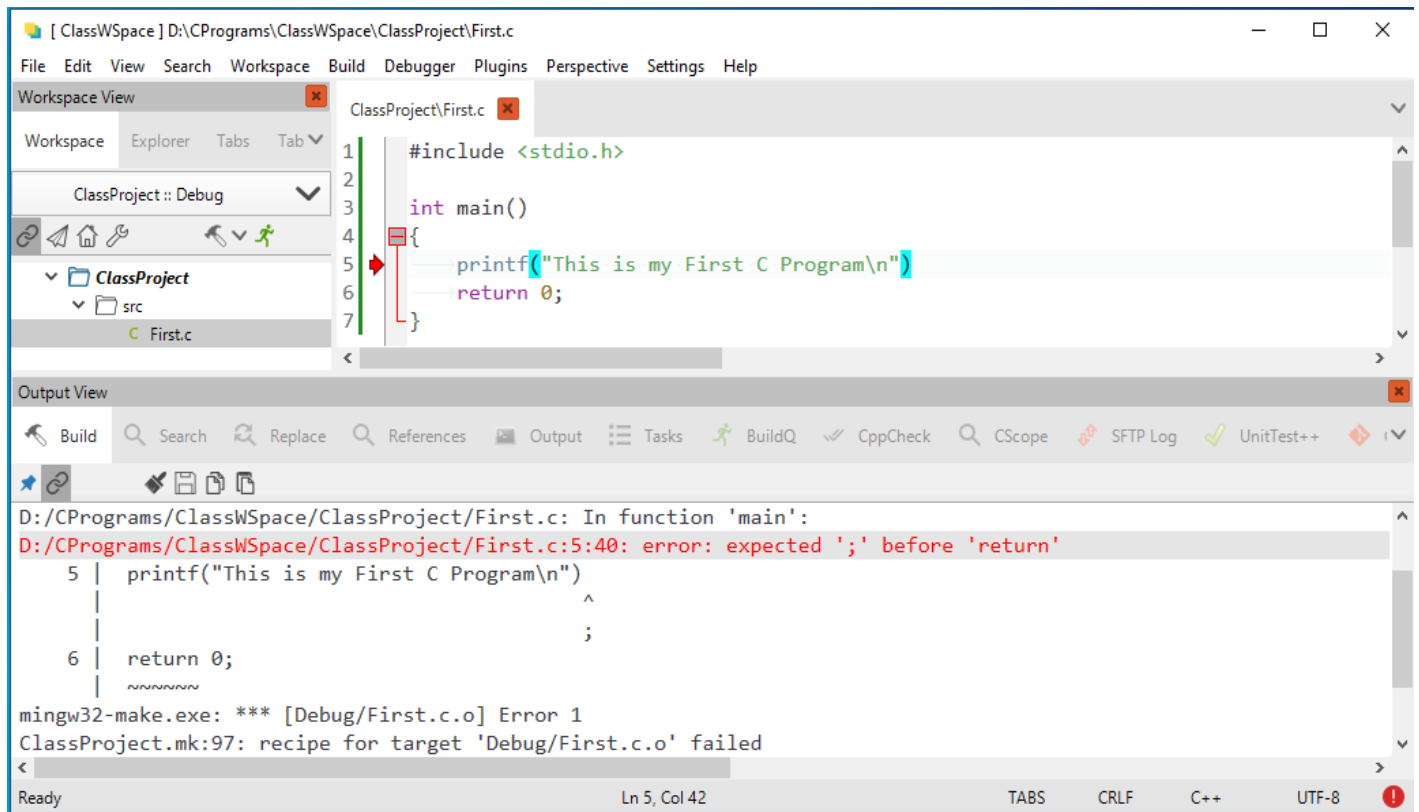 [ ClassWSpace ] D:\CPrograms\ClassWSpace\ClassProject\First.c
File Edit View Search Workspace Build Debugger Plugins Perspective Settings Help
Workspace View
Workspace Explorer Tabs Tab
ClassProject :: Debug
ClassProject
src
C First.c
ClassProject\First.c
1 #include <stdio.h>
2
3 int main()
4 {
5 printf("This is my First C Program\n")
6 return 0;
7 }
Output View
Build Search Replace References Output Tasks BuildQ CppCheck CScope SFTP Log UnitTest++
D:/CPrograms/ClassWSpace/ClassProject/First.c: In function 'main':
D:/CPrograms/ClassWSpace/ClassProject/First.c:5:40: error: expected ';' before 'return'
5 | printf("This is my First C Program\n")
| ^
| ;
6 | return 0;
| ~~~~~~
mingw32-make.exe: *** [Debug/First.c.o] Error 1
ClassProject.mk:97: recipe for target 'Debug/First.c.o' failed
Ready Ln 5, Col 42 TABS CRLF C++ UTF-8